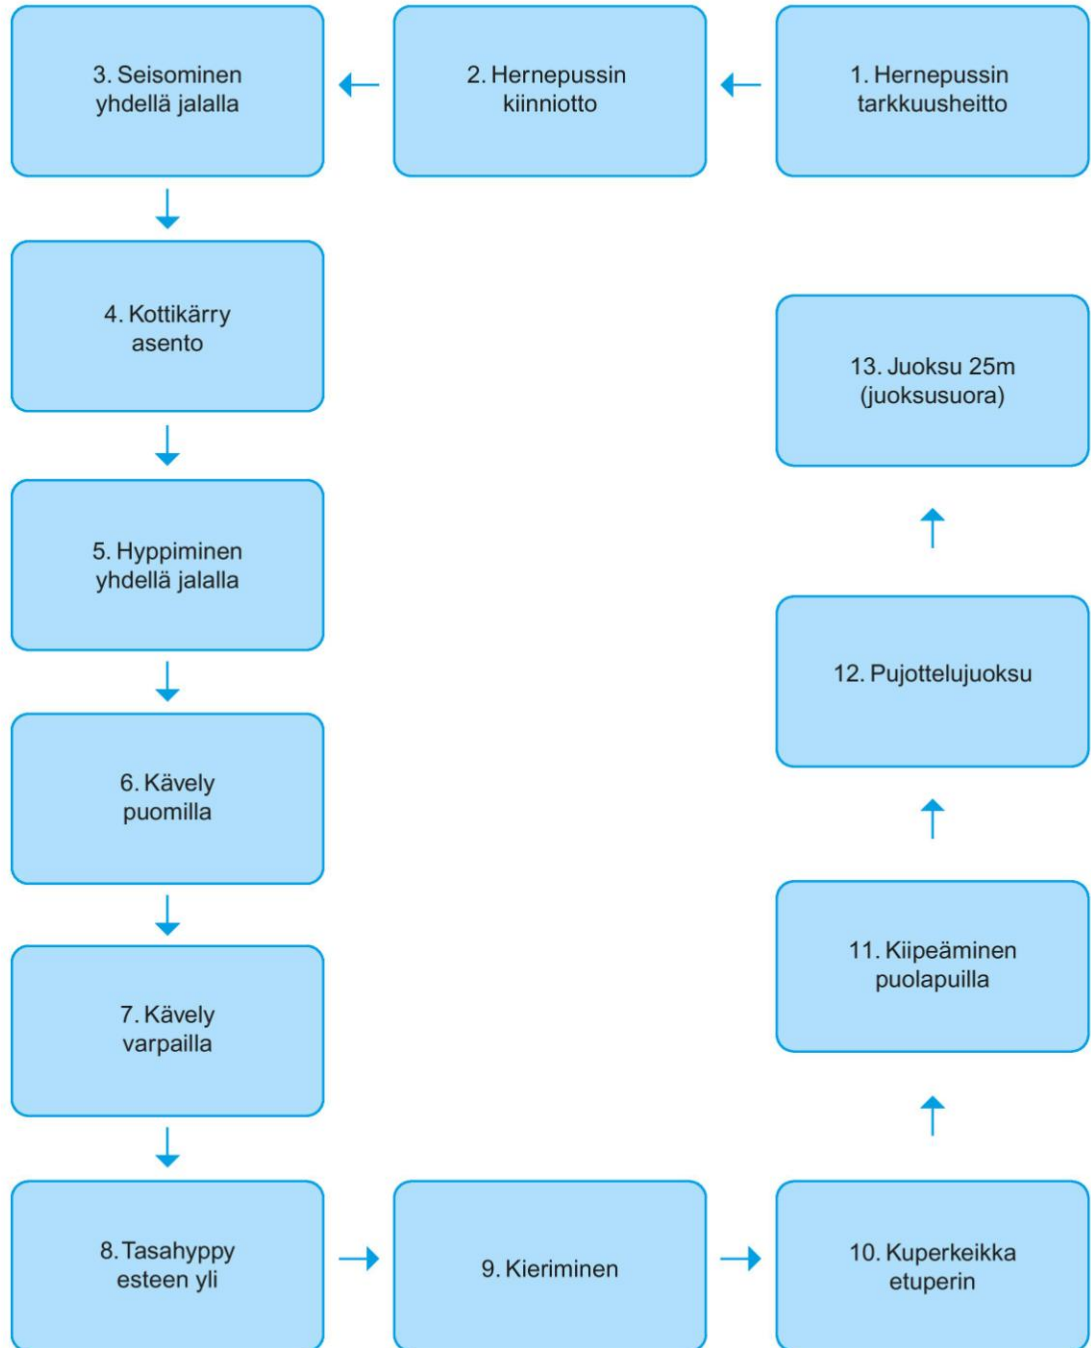 1. Hernepussin
tarkkuusheitto
2. Hernepussin
kiinniotto
3. Seisominen
yhdellä jalalla
4. Kottikärry
asento
5. Hyppiminen
yhdellä jalalla
6. Kävely
puomilla
7. Kävely
varpailla
8. Tasahyppy
esteen yli
9. Kieriminen
10. Kuperkeikka
etuperin
11. Kiipeäminen
puolapuilla
12. Pujottelujuoksu
13. Juoksu 25m
(juoksusuora)